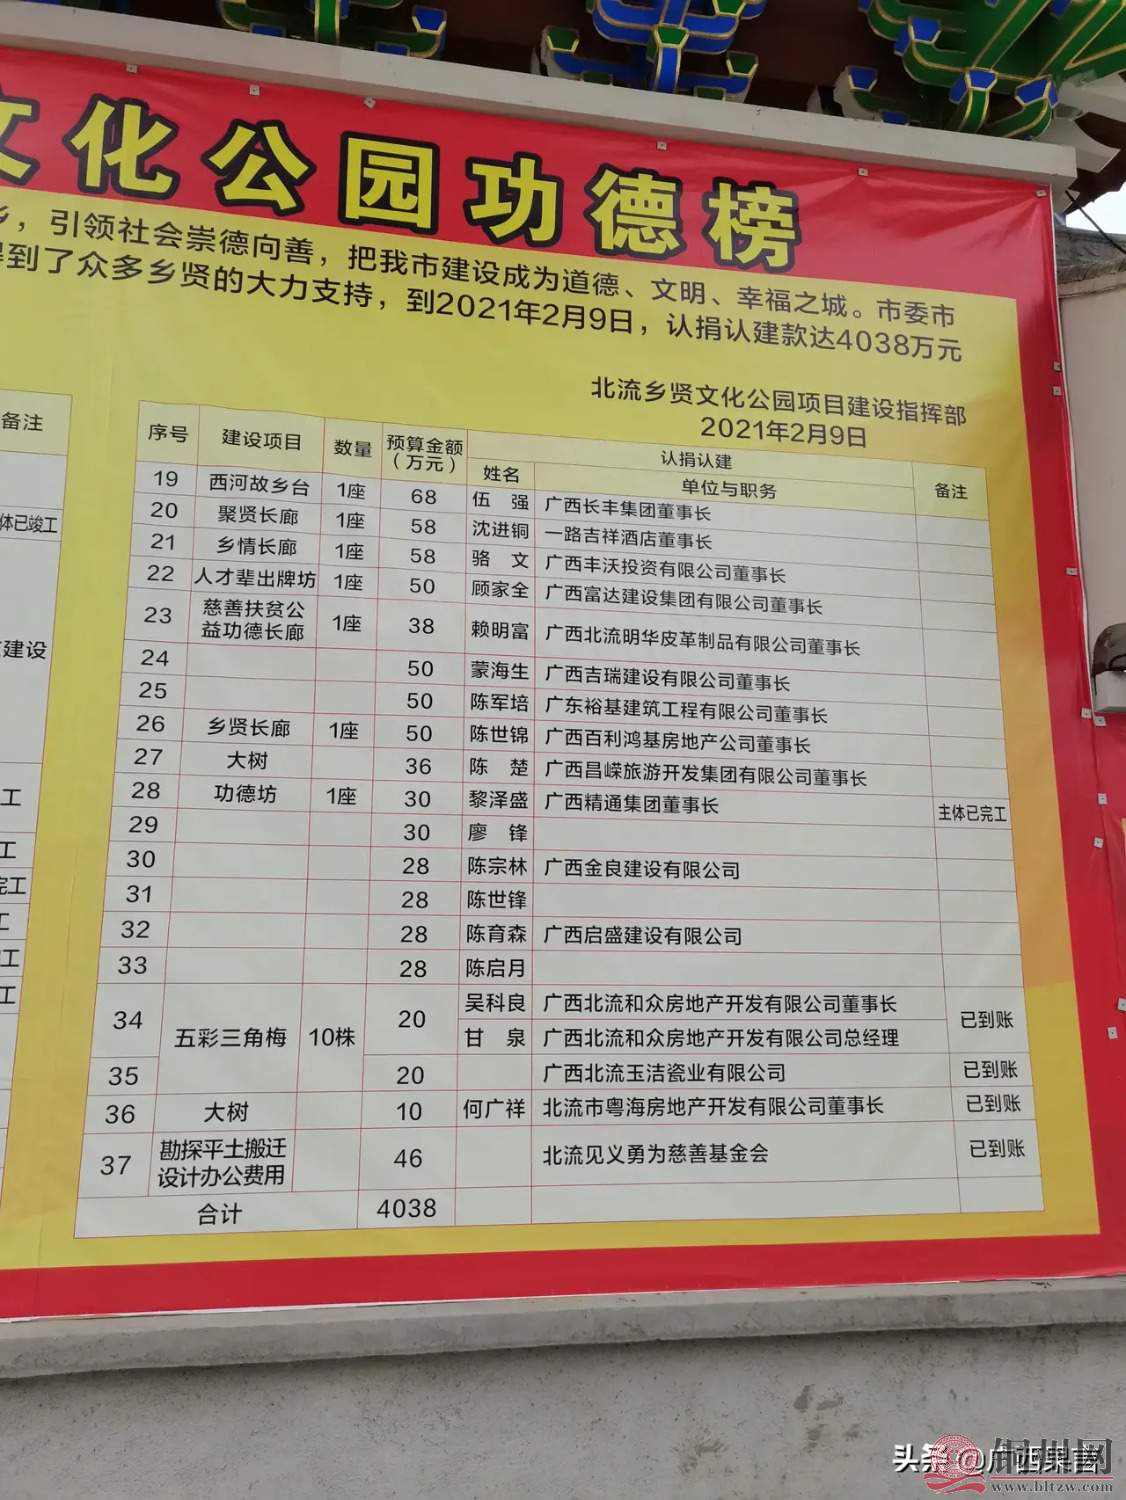 文化公园功德榜
乡，引领社会崇德向善，把我市建设成为道德、文明、幸福之城。市委市
得到了众多乡贤的大力支持，到2021年2月9日，认捐认建款达4038万元
北流乡贤文化公园项目建设指挥部
2021年2月9日
备注
体已竣工
建设
工
工
完工
工
工
工
序号 建设项目 数量 预算金额（万元） 认捐认建 备注
姓名 单位与职务
19 西河故乡台 1座 68 伍 强 广西长丰集团董事长
20 聚贤长廊 1座 58 沈进铜 一路吉祥酒店董事长
21 乡情长廊 1座 58 骆 文 广西丰沃投资有限公司董事长
22 人才辈出牌坊 1座 50 顾家全 广西富达建设集团有限公司董事长
23 慈善扶贫公益功德长廊 1座 38 赖明富 广西北流明华皮革制品有限公司董事长
24 50 蒙海生 广西吉瑞建设有限公司董事长
25 50 陈军培 广东裕基建筑工程有限公司董事长
26 乡贤长廊 1座 50 陈世锦 广西百利鸿基房地产公司董事长
27 大树 36 陈 楚 广西昌嵘旅游开发集团有限公司董事长
28 功德坊 1座 30 黎泽盛 广西精通集团董事长 主体已完工
29 30 廖 锋
30 28 陈宗林 广西金良建设有限公司
31 28 陈世锋
32 28 陈育森 广西启盛建设有限公司
33 28 陈启月
34 五彩三角梅 10株 20 吴科良 广西北流和众房地产开发有限公司董事长 已到账
甘 泉 广西北流和众房地产开发有限公司总经理
35 20 广西北流玉洁瓷业有限公司 已到账
36 大树 10 何广祥 北流市粤海房地产开发有限公司董事长 已到账
37 勘探平土搬迁设计办公费用 46 北流见义勇为慈善基金会 已到账
合计 4038
头条@广西果言
铜州网
www.bltzw.com